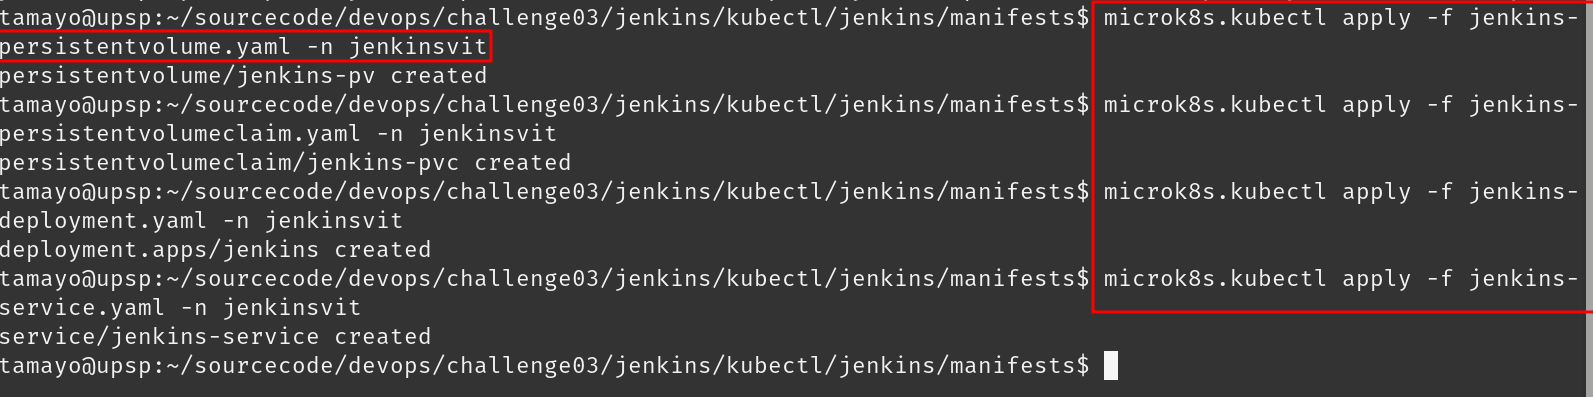 tamayo@upsp:~/sourcecode/devops/challenge03/jenkins/kubectl/jenkins/manifests$ microk8s.kubectl apply -f jenkins-
persistentvolume.yaml -n jenkinsvit
persistentvolume/jenkins-pv created
tamayo@upsp:~/sourcecode/devops/challenge03/jenkins/kubectl/jenkins/manifests$ microk8s.kubectl apply -f jenkins-
persistentvolumeclaim.yaml -n jenkinsvit
persistentvolumeclaim/jenkins-pvc created
tamayo@upsp:~/sourcecode/devops/challenge03/jenkins/kubectl/jenkins/manifests$ microk8s.kubectl apply -f jenkins-
deployment.yaml -n jenkinsvit
deployment.apps/jenkins created
tamayo@upsp:~/sourcecode/devops/challenge03/jenkins/kubectl/jenkins/manifests$ microk8s.kubectl apply -f jenkins-
service.yaml -n jenkinsvit
service/jenkins-service created
tamayo@upsp:~/sourcecode/devops/challenge03/jenkins/kubectl/jenkins/manifests$